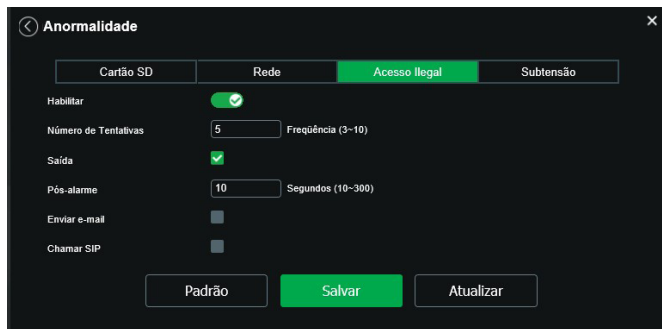 Anormalidade
Cartão SD Rede Acesso Ilegal Subtensão
Habilitar
Número de Tentativas 5 Freqüência (3~10)
Saída
Pós-alarme 10 Segundos (10~300)
Enviar e-mail
Chamar SIP
Padrão Salvar Atualizar